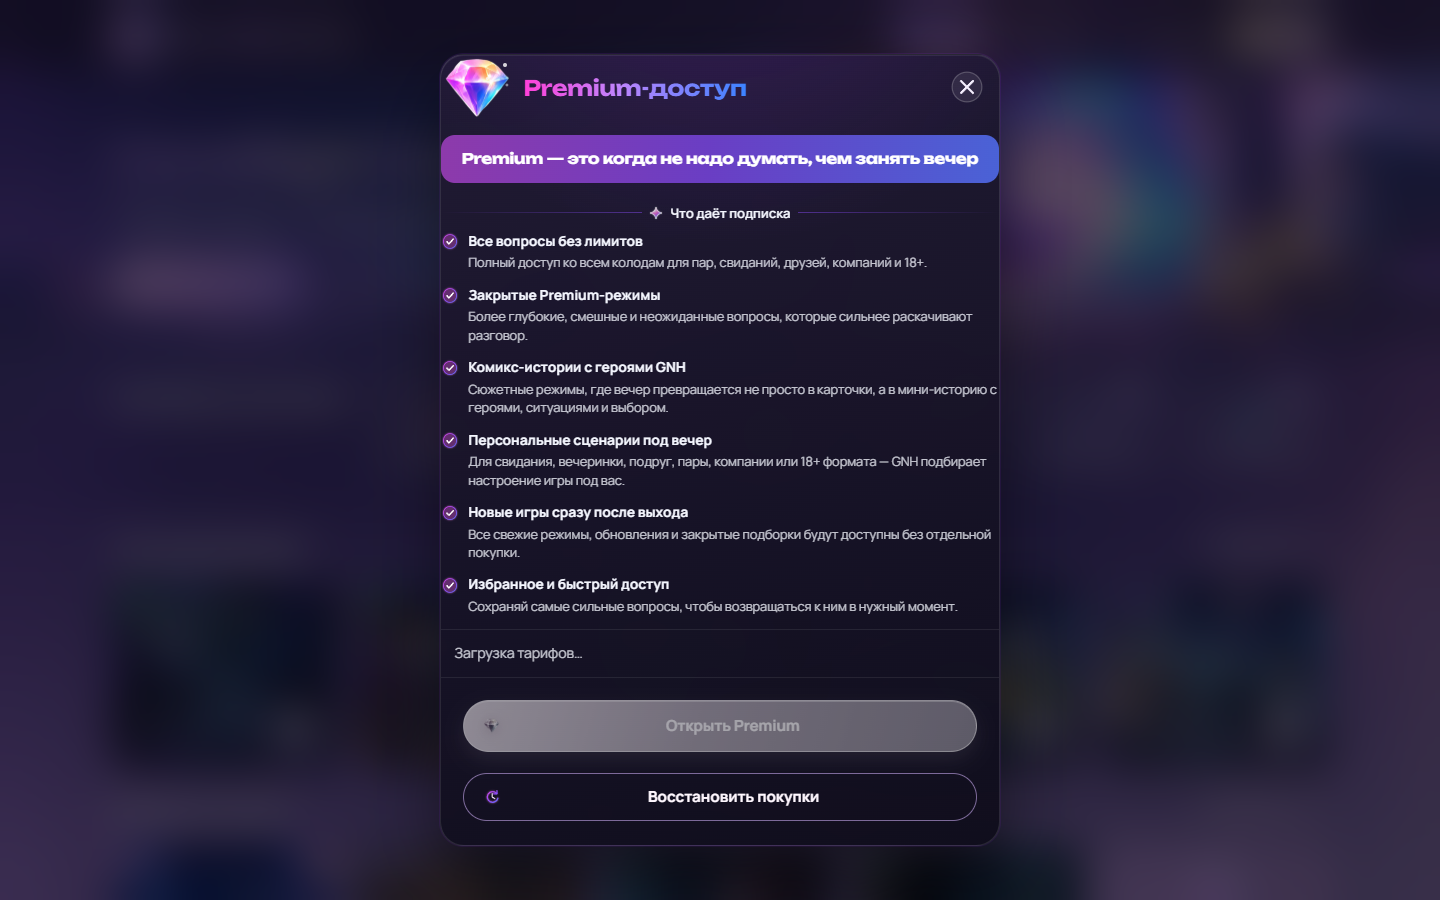 Premium-доступ
Premium — это когда не надо думать, чем занять вечер
Что даёт подписка
Все вопросы без лимитов
Полный доступ ко всем колодам для пар, свиданий, друзей, компаний и 18+.
Закрытые Premium-режимы
Более глубокие, смешные и неожиданные вопросы, которые сильнее раскачивают
разговор.
Комикс-истории с героями GNH
Сюжетные режимы, где вечер превращается не просто в карточки, а в мини-историю с
героями, ситуациями и выбором.
Персональные сценарии под вечер
Для свидания, вечеринки, подруг, пары, компании или 18+ формата — GNH подбирает
настроение игры под вас.
Новые игры сразу после выхода
Все свежие режимы, обновления и закрытые подборки будут доступны без отдельной
покупки.
Избранное и быстрый доступ
Сохраняй самые сильные вопросы, чтобы возвращаться к ним в нужный момент.
Загрузка тарифов...
Открыть Premium
Восстановить покупки